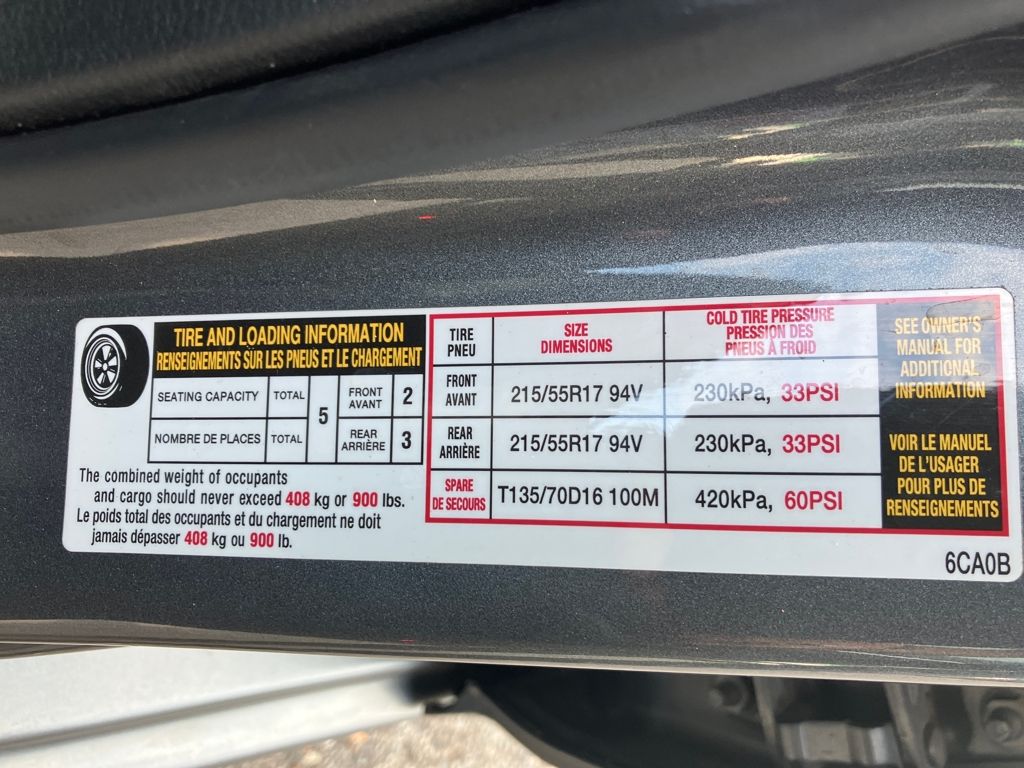 TIRE AND LOADING INFORMATION
RENSEIGNEMENTS SUR LES PNEUS ET LE CHARGEMENT
SEATING CAPACITY TOTAL 5 FRONT AVANT 2
NOMBRE DE PLACES TOTAL REAR ARRIÈRE 3
The combined weight of occupants
and cargo should never exceed 408 kg or 900 lbs.
Le poids total des occupants et du chargement ne doit
jamais dépasser 408 kg ou 900 lb.
TIRE PNEU SIZE DIMENSIONS COLD TIRE PRESSURE PRESSION DES PNEUS À FROID
FRONT AVANT 215/55R17 94V 230kPa, 33PSI
REAR ARRIÈRE 215/55R17 94V 230kPa, 33PSI
SPARE DE SECOURS T135/70D16 100M 420kPa, 60PSI
SEE OWNER'S
MANUAL FOR
ADDITIONAL
INFORMATION
VOIR LE MANUEL
DE L'USAGER
POUR PLUS DE
RENSEIGNEMENTS
6CA0B